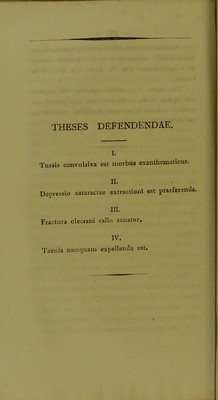 THESES DEFENDENDAE.
I.
Tussis convulsiva est morbus exanthematicus.
II.
Depressio cataractae extractioni est praeferenda.
III.
Fractura olecrani callo sanatur.
IV.
Taenia nunquam expellenda est.